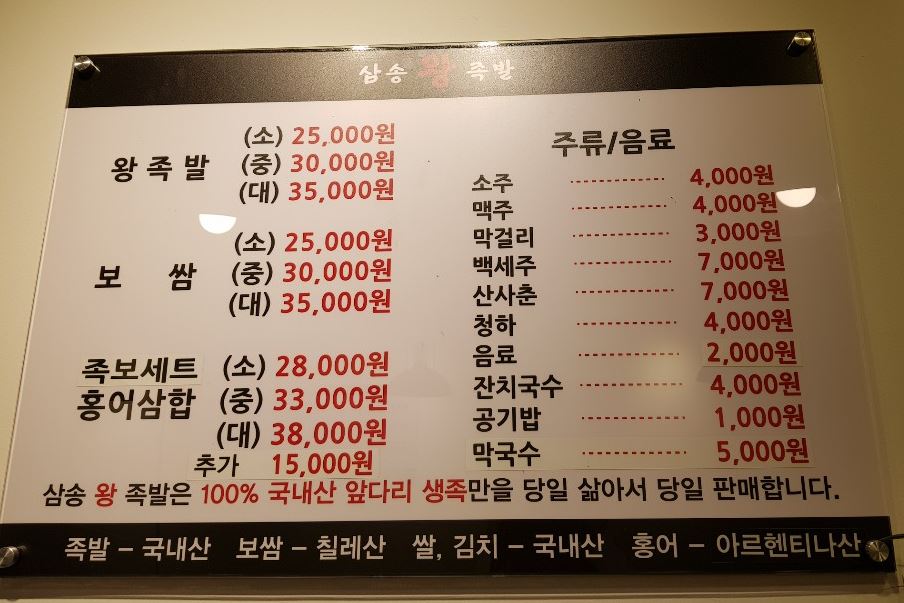 삼송 왕 족발
왕 족 발
(소) 25,000원
(중) 30,000원
(대) 35,000원
보 쌈
(소) 25,000원
(중) 30,000원
(대) 35,000원
족보세트
홍어삼합
(소) 28,000원
(중) 33,000원
(대) 38,000원
추가 15,000원
주류/음료
소주 4,000원
맥주 4,000원
막걸리 3,000원
백세주 7,000원
산사춘 7,000원
청하 4,000원
음료 2,000원
잔치국수 4,000원
공기밥 1,000원
막국수 5,000원
삼송 왕 족발은 100% 국내산 앞다리 생족만을 당일 삶아서 당일 판매합니다.
족발 – 국내산 보쌈 – 칠레산 쌀, 김치 – 국내산 홍어 – 아르헨티나산